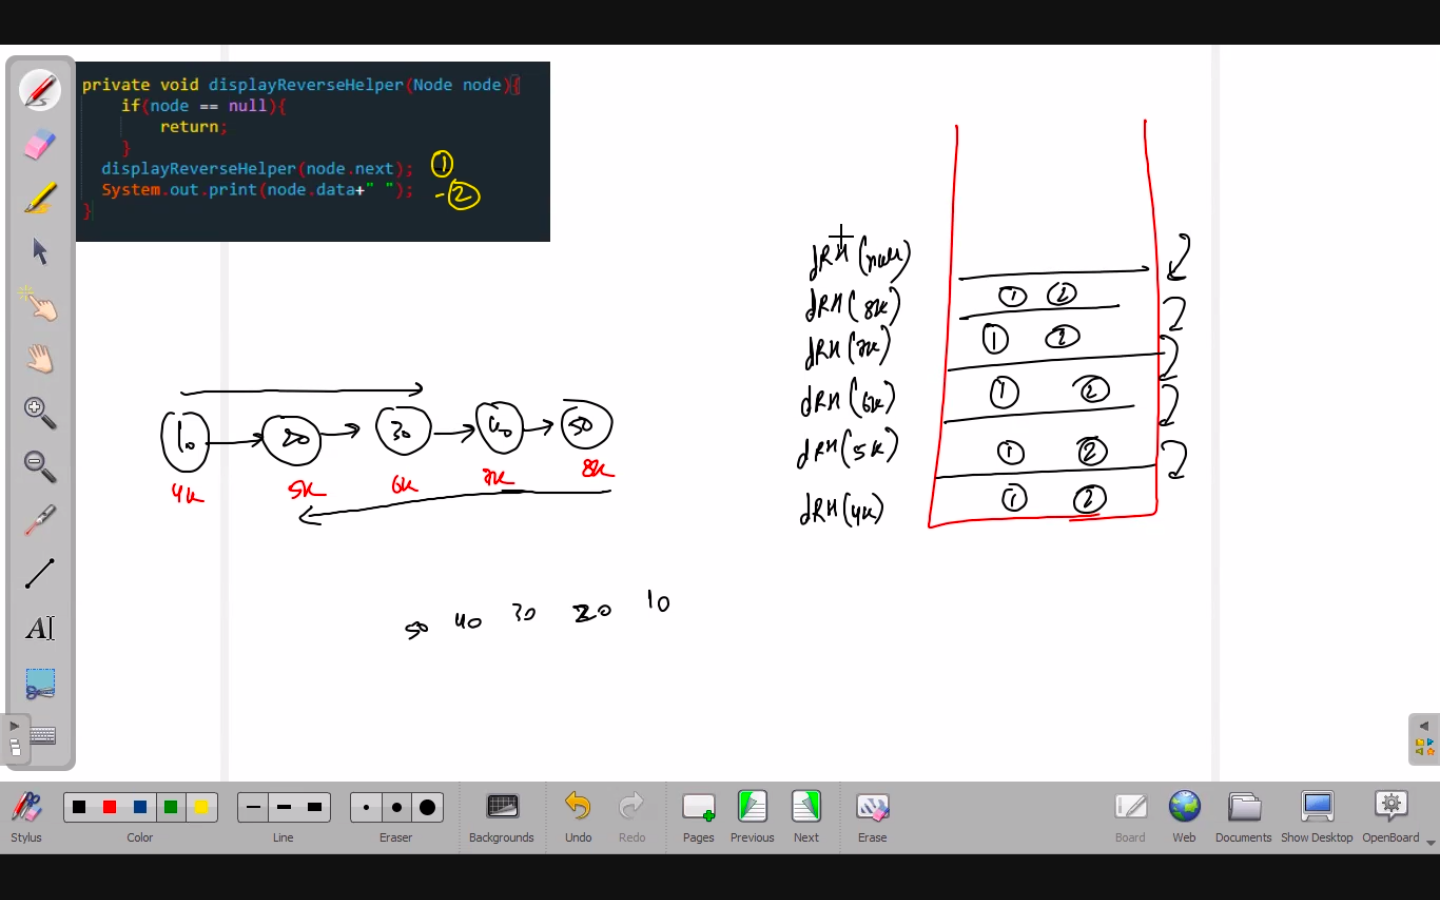 private void displayReverseHelper(Node node){
if(node == null){
return;
}
displayReverseHelper(node.next); 1
System.out.print(node.data+" "); -2
}
dRH(null)
dRH(8k) 1 2
dRH(7k) 1 2
dRH(6k) 1 2
dRH(5k) 1 2
dRH(4k) 1 2
10 20 30 40 50
4k 5k 6k 7k 8k
50 40 30 20 10
A
Stylus Color Line Eraser Backgrounds Undo Redo Pages Previous Next Erase Board Web Documents Show Desktop OpenBoard